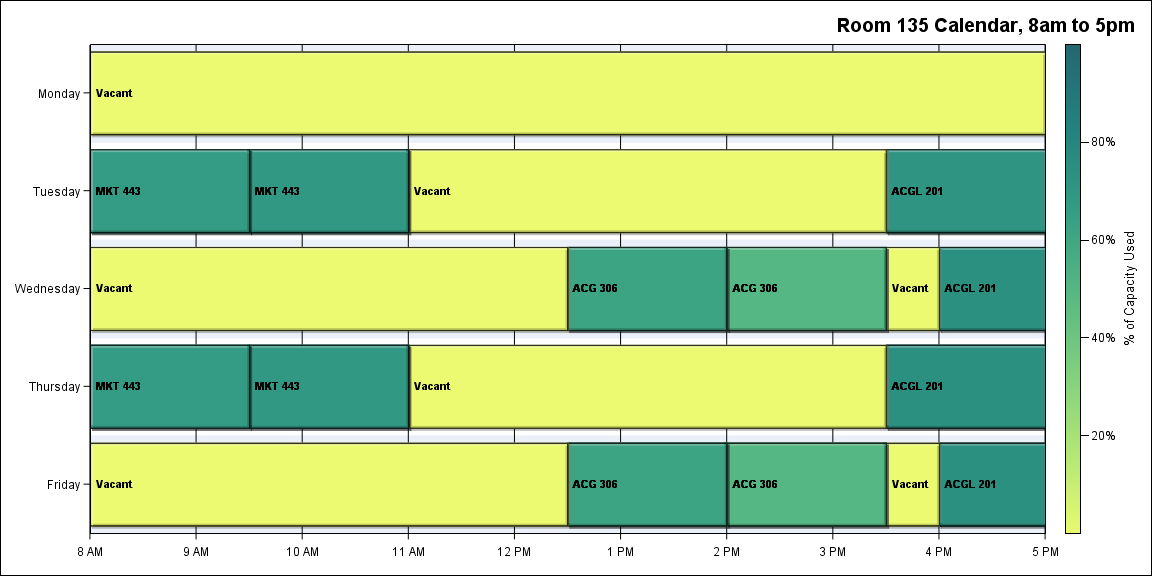 Room 135 Calendar, 8am to 5pm
Monday
Vacant
Tuesday
MKT 443
MKT 443
Vacant
ACGL 201
Wednesday
Vacant
ACG 306
ACG 306
Vacant
ACGL 201
Thursday
MKT 443
MKT 443
Vacant
ACGL 201
Friday
Vacant
ACG 306
ACG 306
Vacant
ACGL 201
8 AM
9 AM
10 AM
11 AM
12 PM
1 PM
2 PM
3 PM
4 PM
5 PM
80%
60%
40%
20%
% of Capacity Used